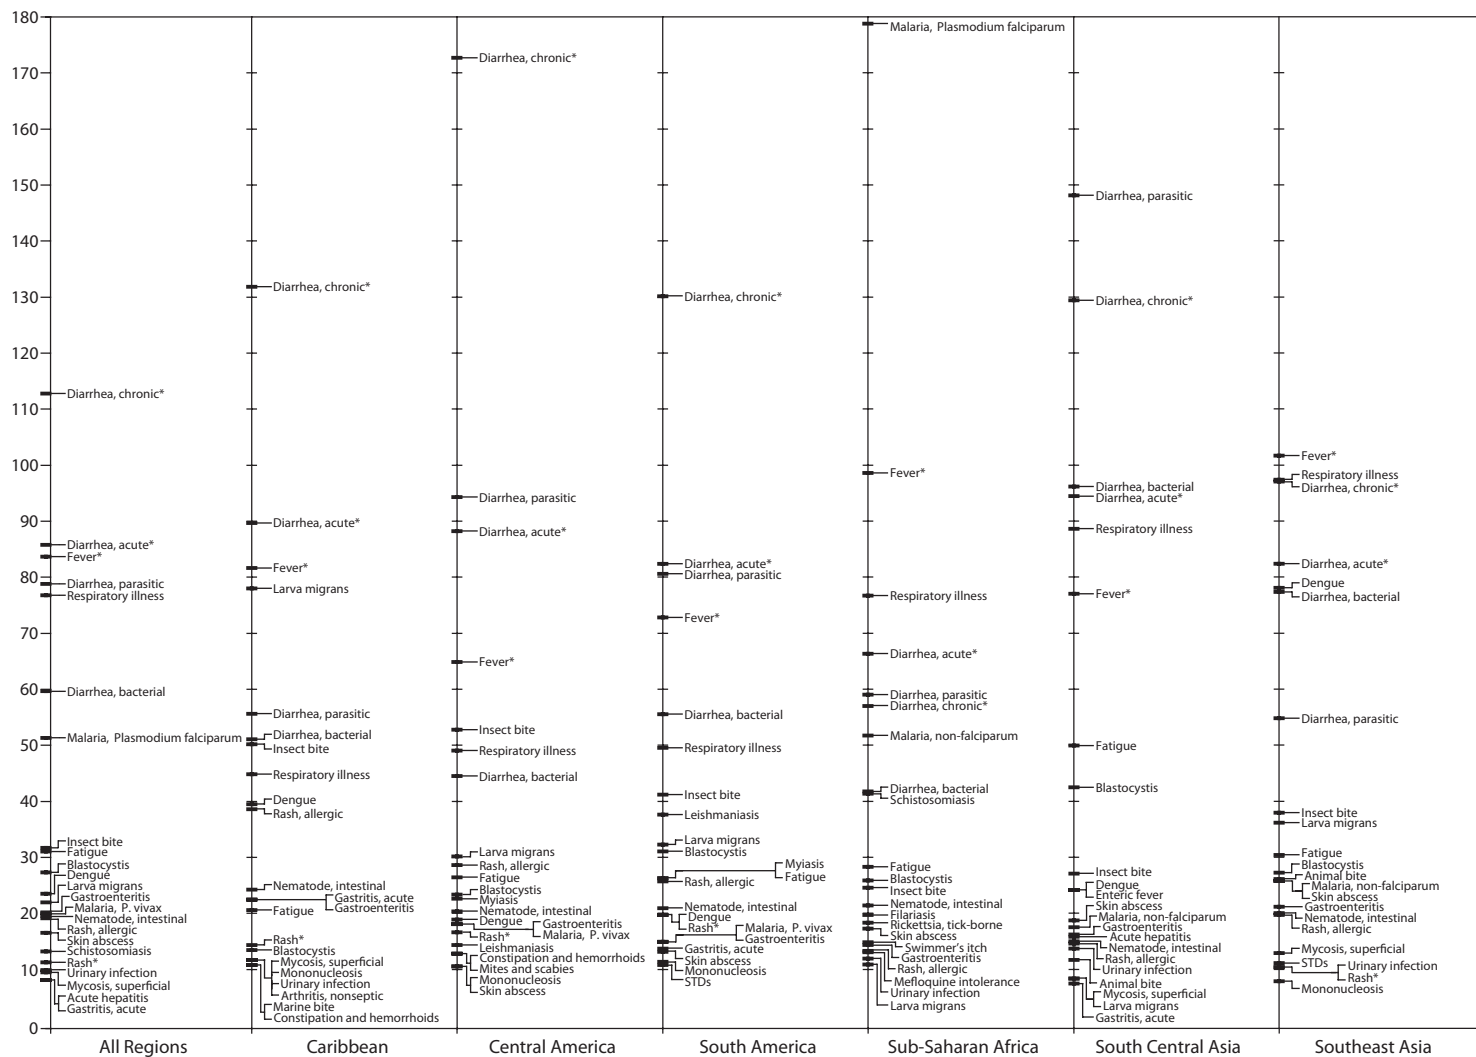 180
170
160
150
140
130
120
110
100
90
80
70
60
50
40
30
20
10
0
Diarrhea, chronic*
Diarrhea, acute*
Fever*
Diarrhea, parasitic
Respiratory illness
Diarrhea, bacterial
Malaria, Plasmodium falciparum
Insect bite
Fatigue
Blastocystis
Dengue
Larva migrans
Gastroenteritis
Malaria, P. vivax
Nematode, intestinal
Rash, allergic
Skin abscess
Schistosomiasis
Rash*
Urinary infection
Mycosis, superficial
Acute hepatitis
Gastritis, acute
All Regions
Diarrhea, chronic*
Diarrhea, acute*
Fever*
Larva migrans
Diarrhea, parasitic
Diarrhea, bacterial
Insect bite
Respiratory illness
Dengue
Rash, allergic
Nematode, intestinal
Gastritis, acute
Fatigue
Gastroenteritis
Rash*
Blastocystis
Mycosis, superficial
Mononucleosis
Urinary infection
Arthritis, nonseptic
Marine bite
Constipation and hemorrhoids
Caribbean
Diarrhea, chronic*
Diarrhea, parasitic
Diarrhea, acute*
Fever*
Insect bite
Respiratory illness
Diarrhea, bacterial
Larva migrans
Rash, allergic
Fatigue
Blastocystis
Myiasis
Nematode, intestinal
Dengue
Gastroenteritis
Rash*
Malaria, P. vivax
Leishmaniasis
Constipation and hemorrhoids
Mites and scabies
Mononucleosis
Skin abscess
Central America
Diarrhea, chronic*
Diarrhea, acute*
Diarrhea, parasitic
Fever*
Diarrhea, bacterial
Respiratory illness
Insect bite
Leishmaniasis
Larva migrans
Blastocystis
Myiasis
Rash, allergic
Fatigue
Nematode, intestinal
Dengue
Rash*
Malaria, P. vivax
Gastroenteritis
Gastritis, acute
Skin abscess
Mononucleosis
STDs
South America
Malaria, Plasmodium falciparum
Fever*
Respiratory illness
Diarrhea, acute*
Diarrhea, parasitic
Diarrhea, chronic*
Malaria, non-falciparum
Diarrhea, bacterial
Schistosomiasis
Fatigue
Blastocystis
Insect bite
Nematode, intestinal
Filariasis
Rickettsia, tick-borne
Skin abscess
Swimmer's itch
Gastroenteritis
Rash, allergic
Mefloquine intolerance
Urinary infection
Larva migrans
Sub-Saharan Africa
Diarrhea, parasitic
Diarrhea, chronic*
Diarrhea, bacterial
Diarrhea, acute*
Respiratory illness
Fever*
Fatigue
Blastocystis
Insect bite
Dengue
Enteric fever
Skin abscess
Malaria, non-falciparum
Gastroenteritis
Acute hepatitis
Nematode, intestinal
Rash, allergic
Urinary infection
Animal bite
Mycosis, superficial
Larva migrans
Gastritis, acute
South Central Asia
Fever*
Respiratory illness
Diarrhea, chronic*
Diarrhea, acute*
Dengue
Diarrhea, bacterial
Diarrhea, parasitic
Insect bite
Larva migrans
Fatigue
Blastocystis
Animal bite
Malaria, non-falciparum
Skin abscess
Gastroenteritis
Nematode, intestinal
Rash, allergic
Mycosis, superficial
STDs
Urinary infection
Rash*
Mononucleosis
Southeast Asia